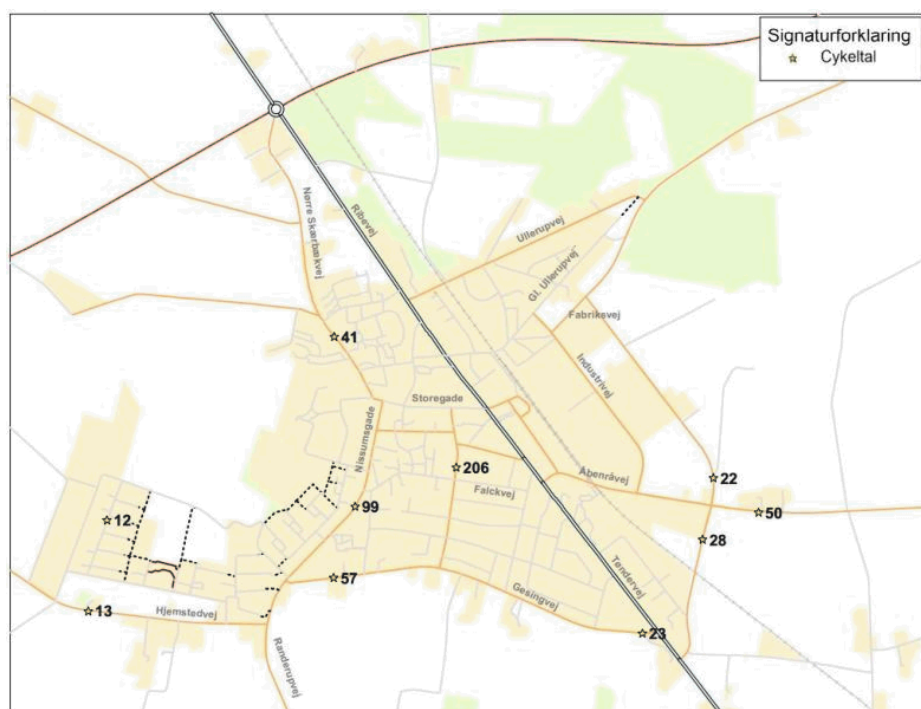 Signaturforklaring
Cykeltal
Nørre Skærbækvej
Ribevej
Ullerupvej
Gl. Ullerupvej
Fabriksvej
41
Industrivej
Storegade
Nissumsgade
206
Åbenråvej
22
Falckvej
99
50
12
28
57
Tøndervej
Gesingvej
13
Hjemstedvej
23
Randerupvej